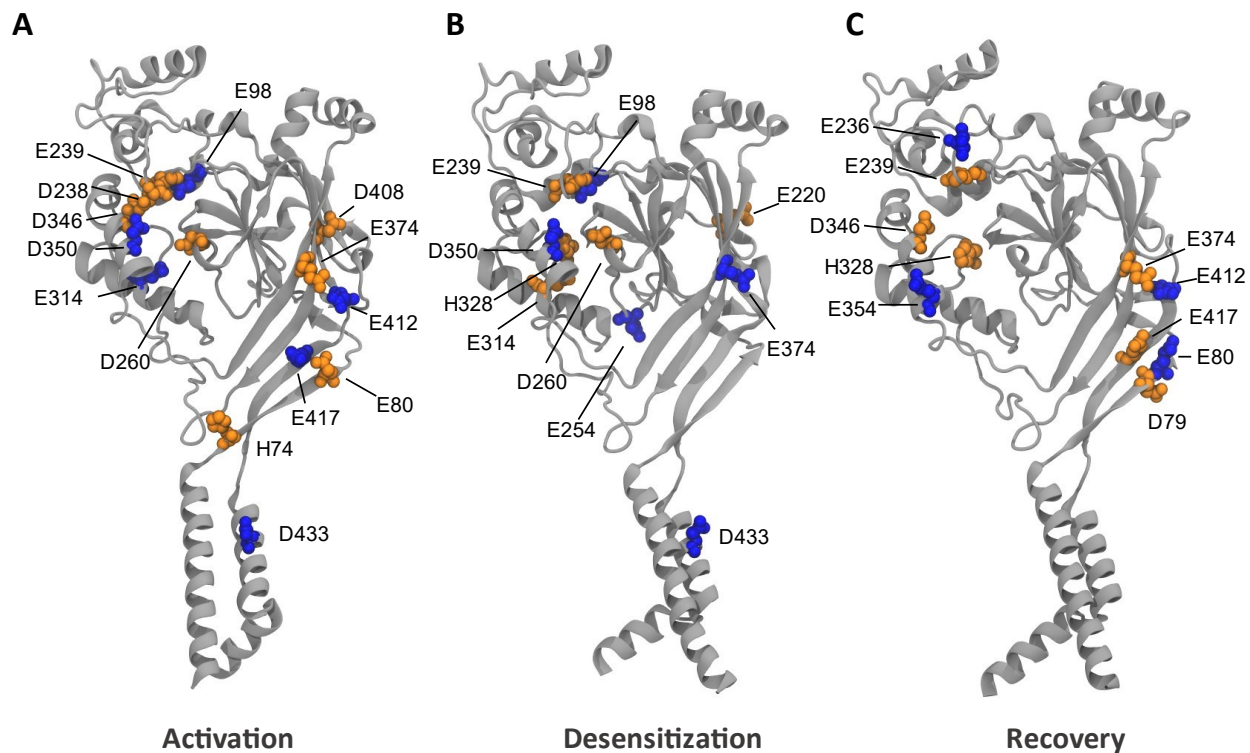 A
E98
E239
D238
D346
D350
E314
D260
D408
E374
E412
E417
E80
H74
D433
Activation
B
E98
E239
E220
D350
H328
E314
D260
E254
E374
D433
Desensitization
C
E236
E239
D346
H328
E354
E374
E412
E417
E80
D79
Recovery